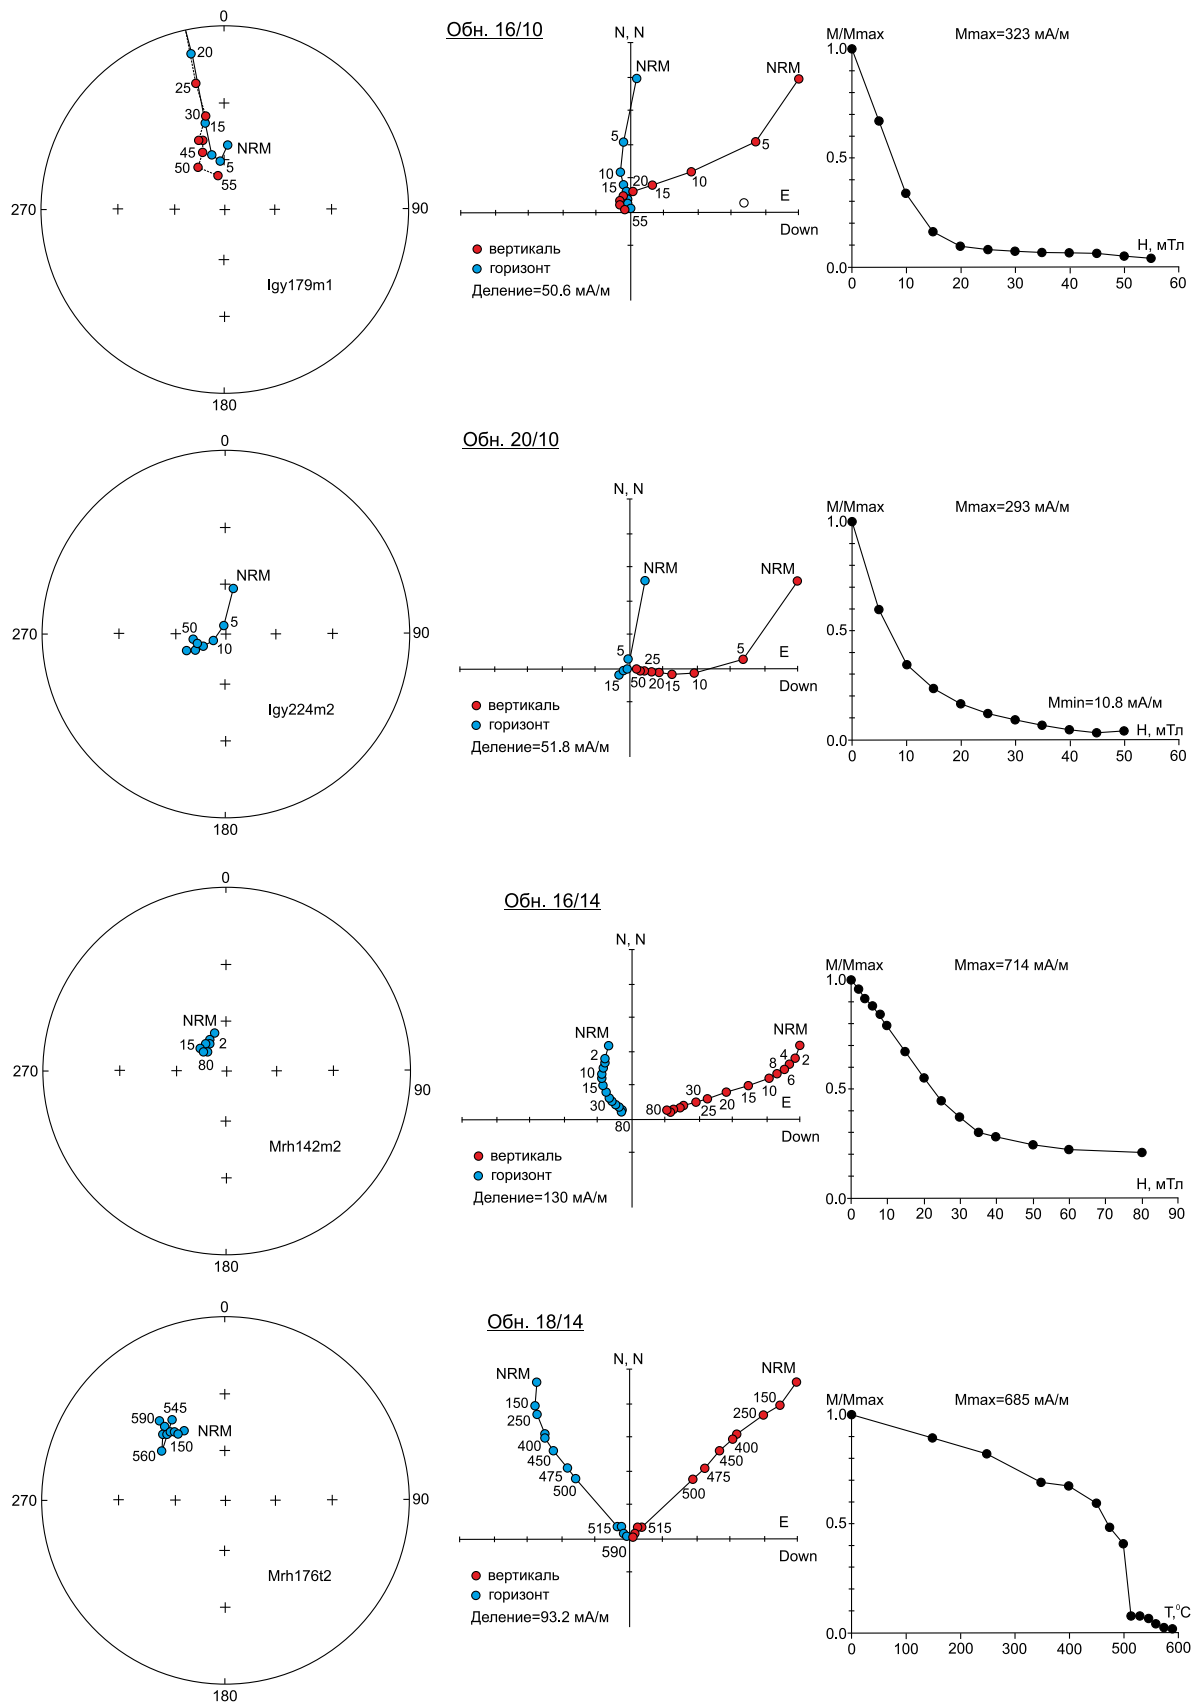 Обн. 16/10
0
20
25
30
15
45
NRM
50
5
55
270
90
Igy179m1
180
N, N
NRM
NRM
5
5
10
10
20
15
15
E
55
Down
вертикаль
горизонт
Деление=50.6 мА/м
M/Mmax
Mmax=323 мА/м
1.0
0.5
0.0
H, мТл
0 10 20 30 40 50 60
Обн. 20/10
0
NRM
50
5
10
270
90
Igy224m2
180
N, N
NRM
NRM
5
5
25
E
15
50
20
15
10
Down
вертикаль
горизонт
Деление=51.8 мА/м
M/Mmax
Mmax=293 мА/м
1.0
0.5
Mmin=10.8 мА/м
0.0
H, мТл
0 10 20 30 40 50 60
Обн. 16/14
0
NRM
15
2
80
270
90
Mrh142m2
180
N, N
NRM
NRM
2
4
2
8
10
6
10
15
15
30
20
30
25
80
E
80
Down
вертикаль
горизонт
Деление=130 мА/м
M/Mmax
Mmax=714 мА/м
1.0
0.5
0.0
H, мТл
0 10 20 30 40 50 60 70 80 90
Обн. 18/14
0
545
590
NRM
150
560
270
90
Mrh176t2
180
N, N
NRM
NRM
150
150
250
250
400
400
450
450
475
475
500
500
515
515
E
590
Down
вертикаль
горизонт
Деление=93.2 мА/м
M/Mmax
Mmax=685 мА/м
1.0
0.5
0.0
T,°C
0 100 200 300 400 500 600